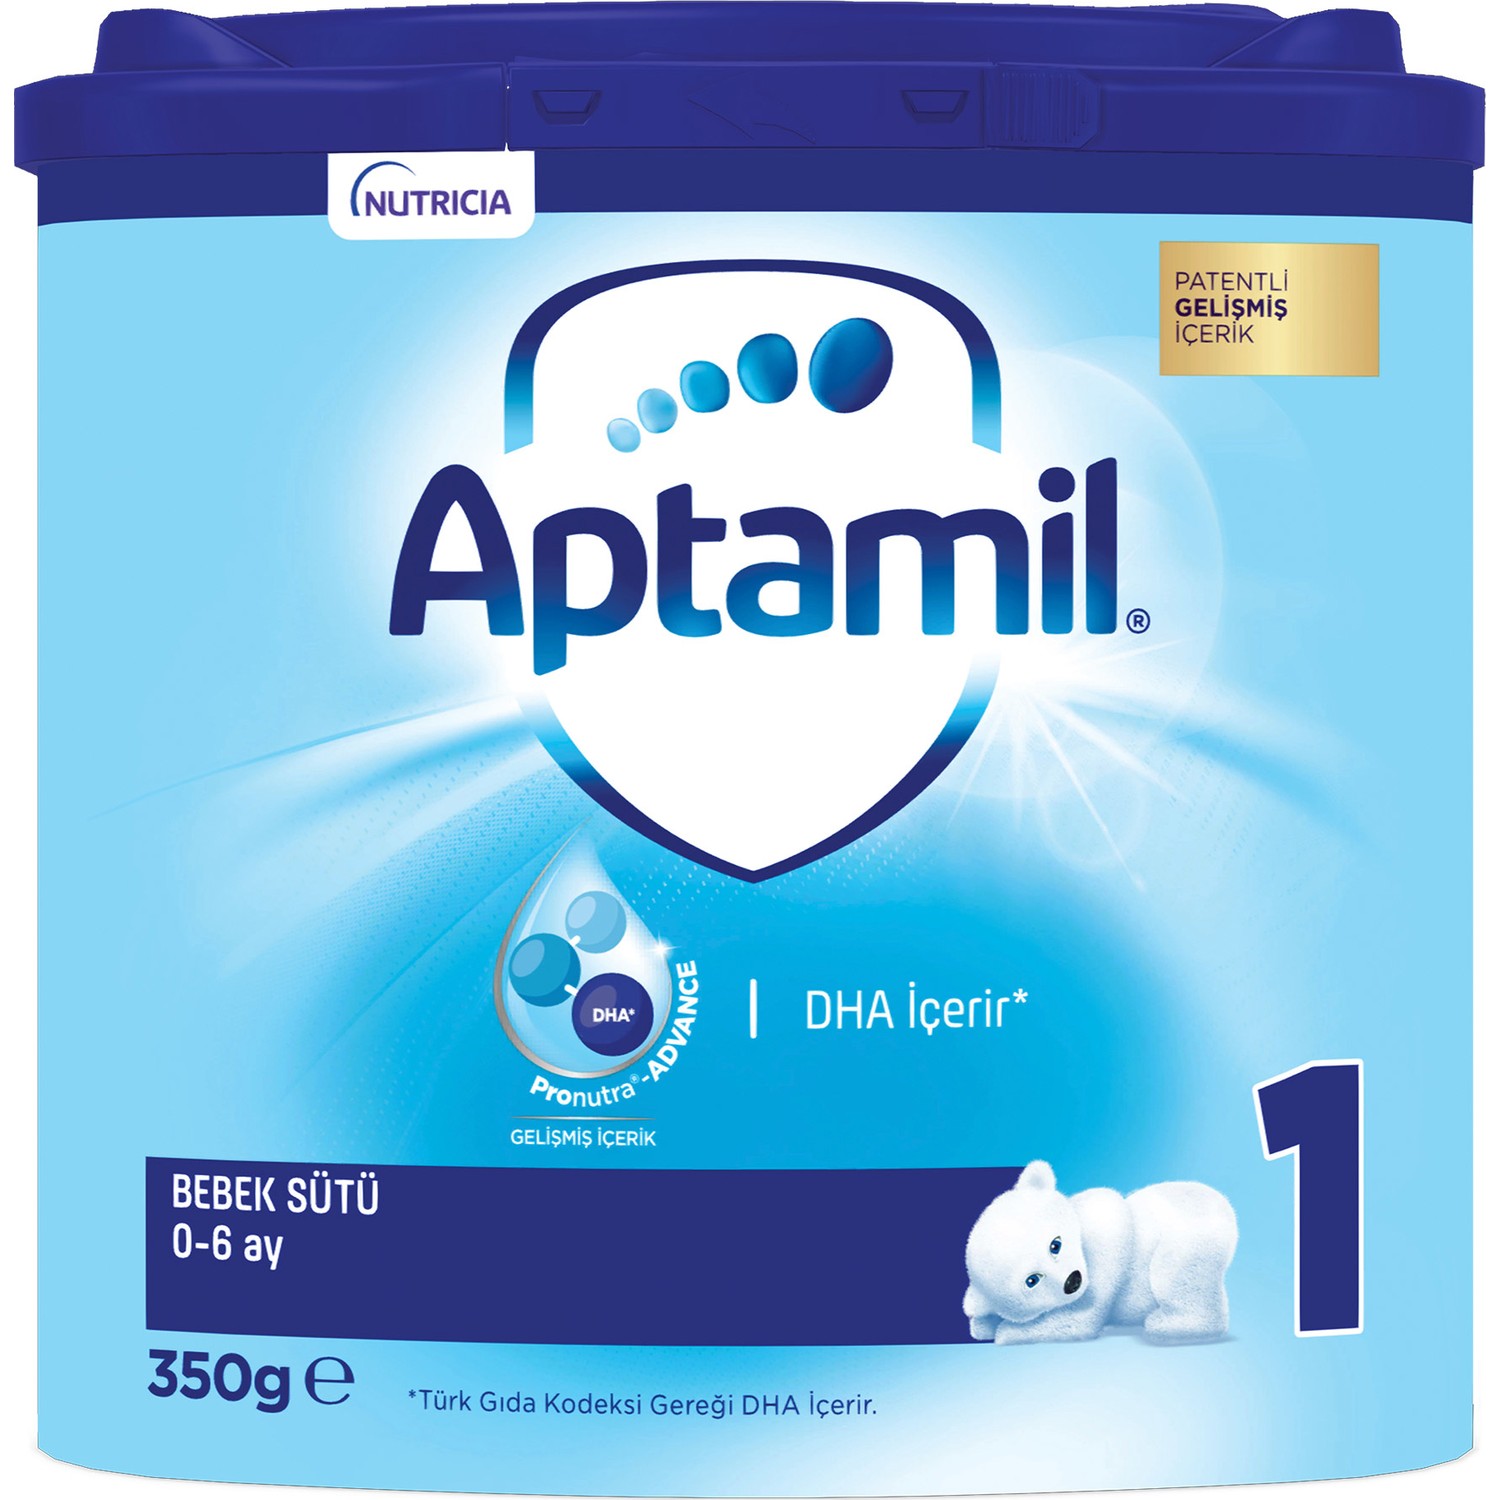 NUTRICIA
PATENTLİ
GELİŞMİŞ
İÇERİK
Aptamil®
DHA*
Pronutra®-ADVANCE
GELİŞMİŞ İÇERİK
DHA İçerir*
1
BEBEK SÜTÜ
0-6 ay
350g ℮
*Türk Gıda Kodeksi Gereği DHA İçerir.